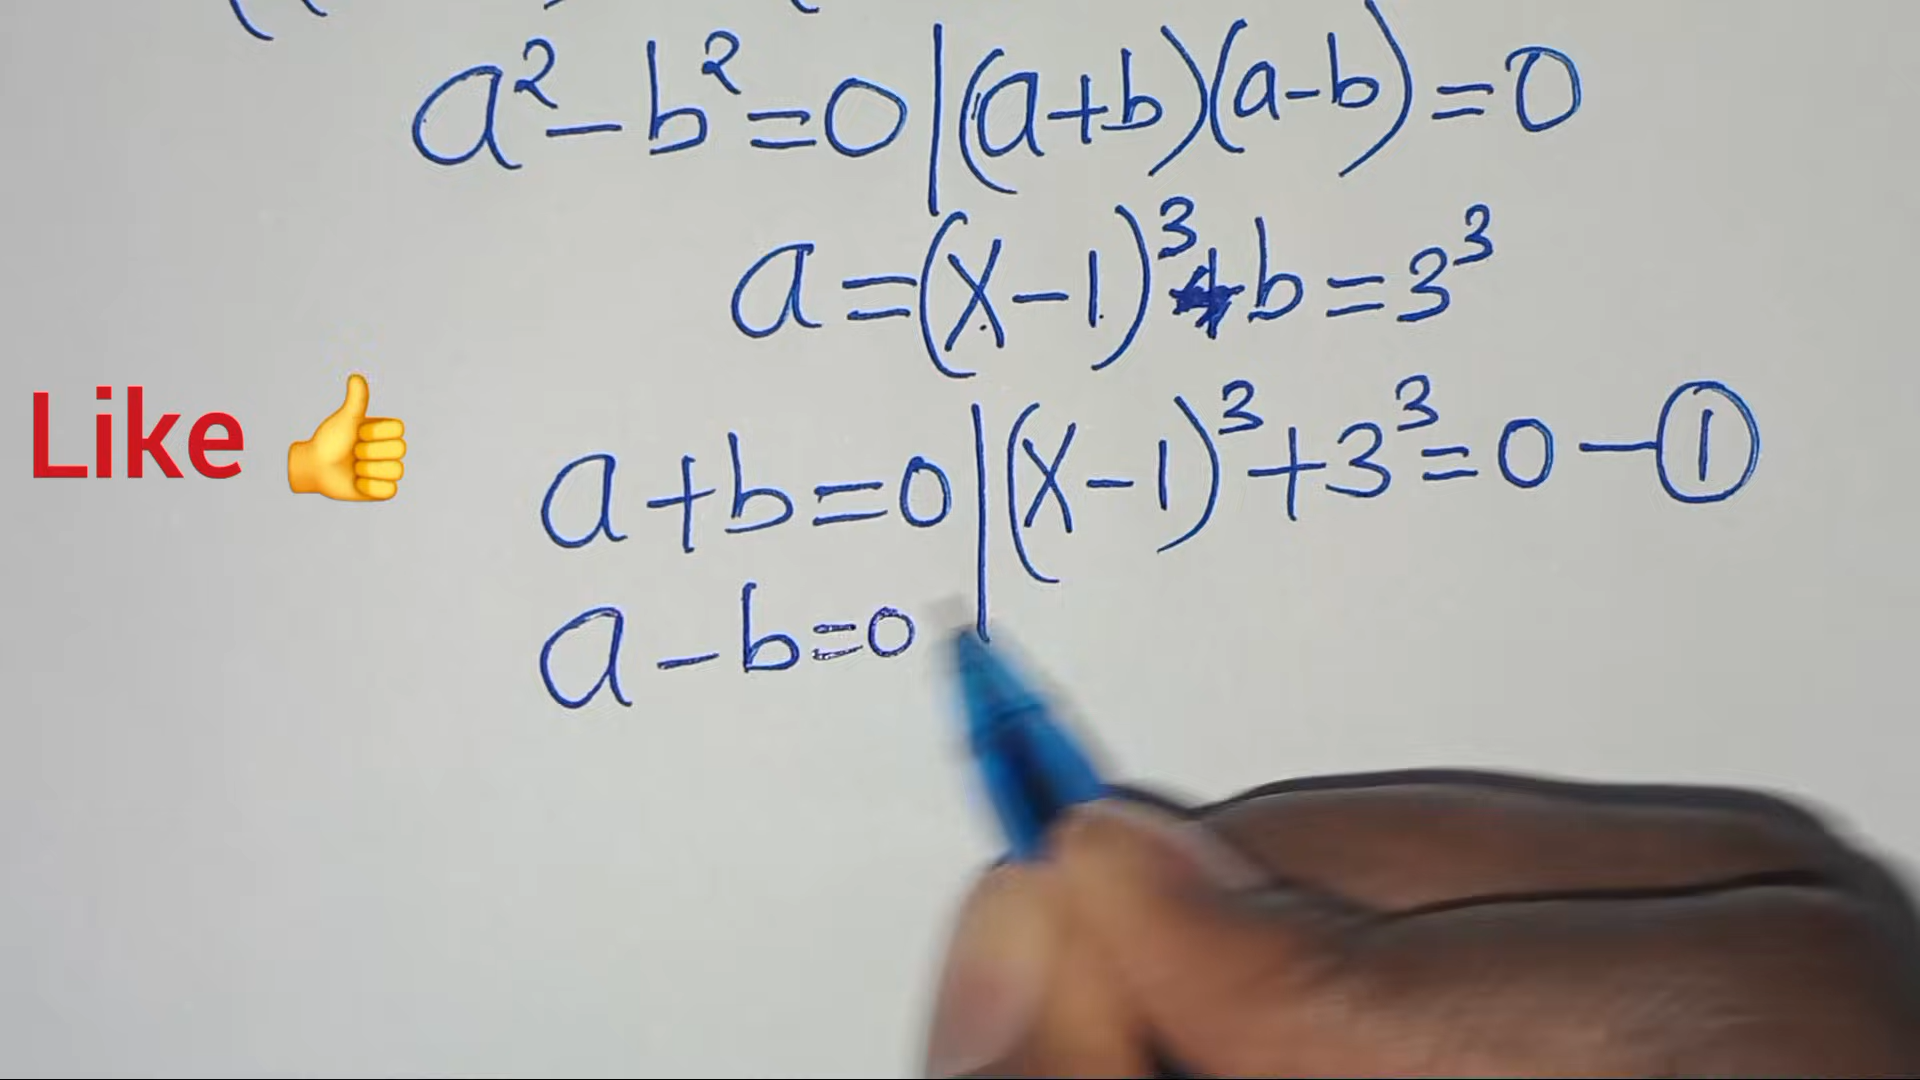 a²-b²=0|(a+b)(a-b)=0
a=(x-1)³ b=3³
Like 👍
a+b=0|(x-1)³+3³=0-①
a-b=0